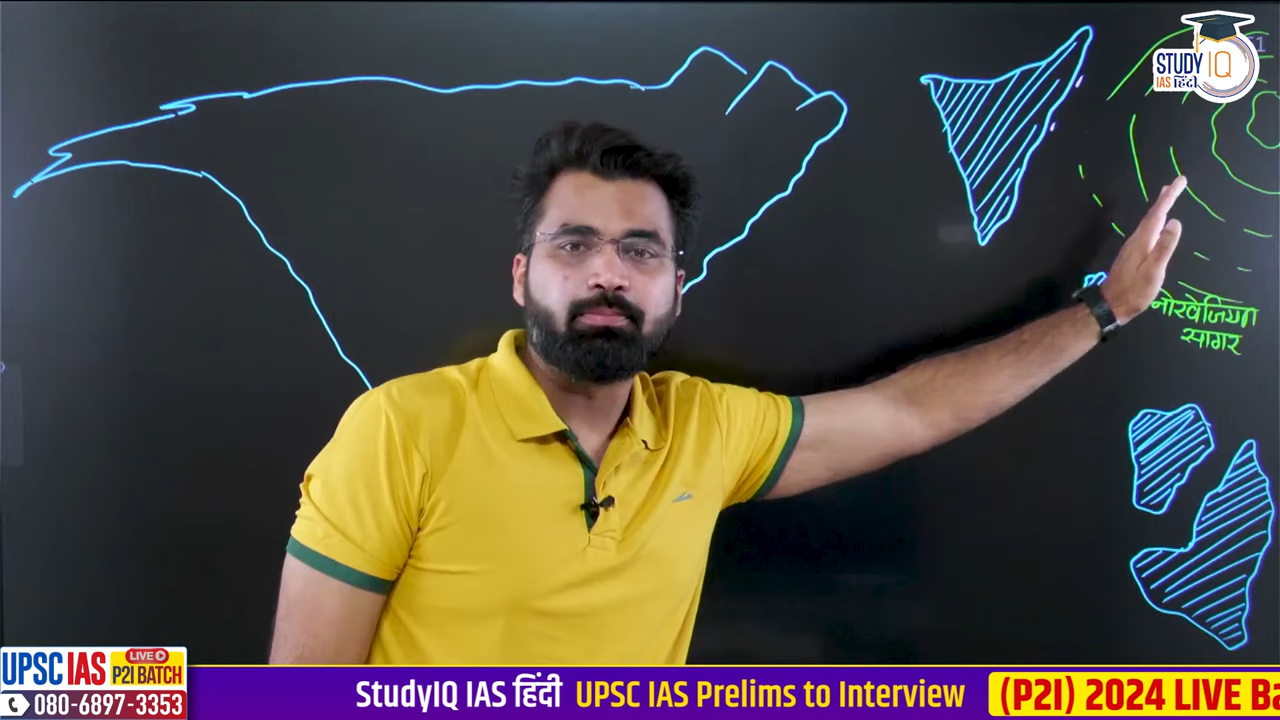 STUDY IQ
IAS हिंदी
नोरवेजिया
सागर
UPSC IAS LIVE
P2I BATCH
080-6897-3353
StudyIQ IAS हिंदी UPSC IAS Prelims to Interview (P2I) 2024 LIVE Ba